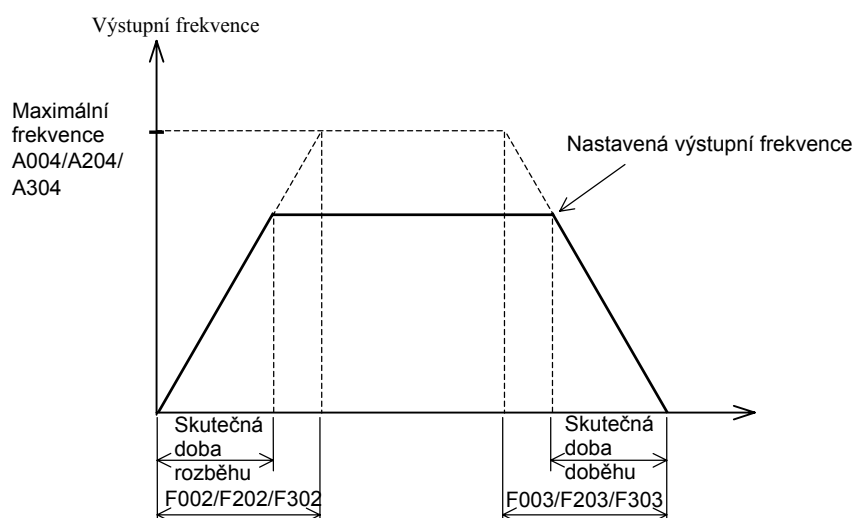 Výstupní frekvence
Maximální
frekvence
A004/A204/
A304
Nastavená výstupní frekvence
Skutečná
doba
rozběhu
F002/F202/F302
Skutečná
doba
doběhu
F003/F203/F303